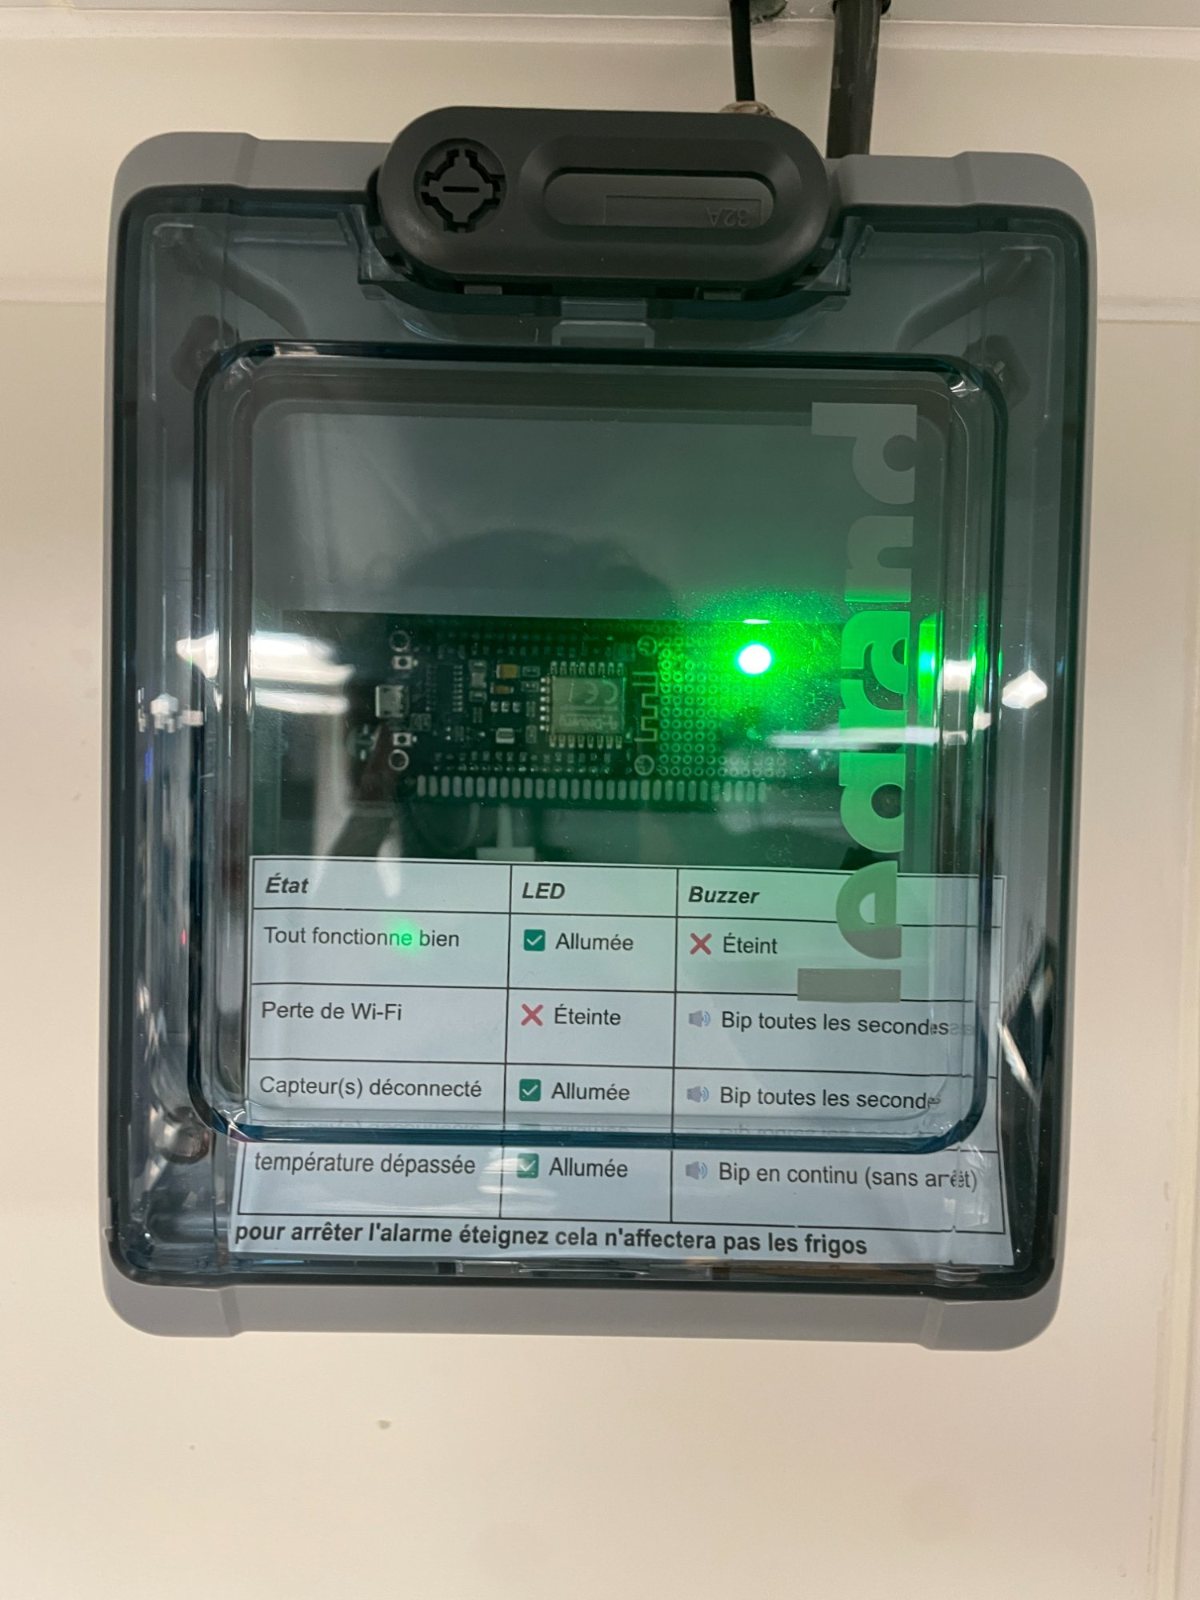 32A
legrand
État LED Buzzer
Tout fonctionne bien ✅ Allumée ❌ Éteint
Perte de Wi-Fi ❌ Éteinte 🔊 Bip toutes les secondes
Capteur(s) déconnecté ✅ Allumée 🔊 Bip toutes les secondes
température dépassée ✅ Allumée 🔊 Bip en continu (sans arrêt)
pour arrêter l'alarme éteignez cela n'affectera pas les frigos